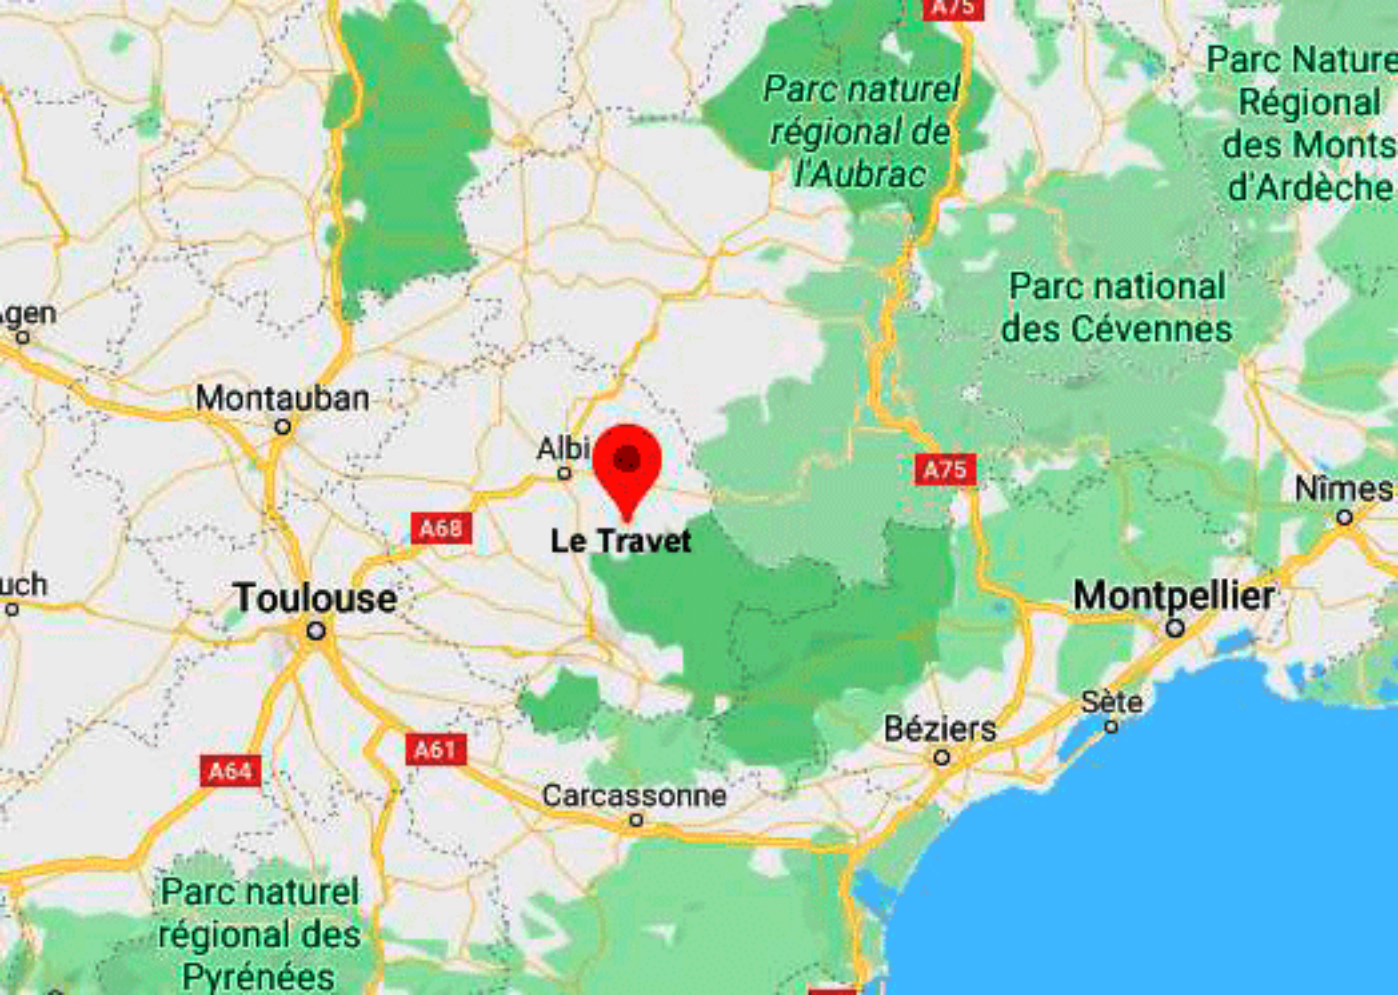 A75
Parc naturel
régional de
l'Aubrac
Parc Nature
Régional
des Monts
d'Ardèche
Parc national
des Cévennes
gen
Montauban
Albi
A75
Nîmes
A68
Le Travet
uch
Toulouse
Montpellier
Sète
Béziers
A61
A64
Carcassonne
Parc naturel
régional des
Pyrénées